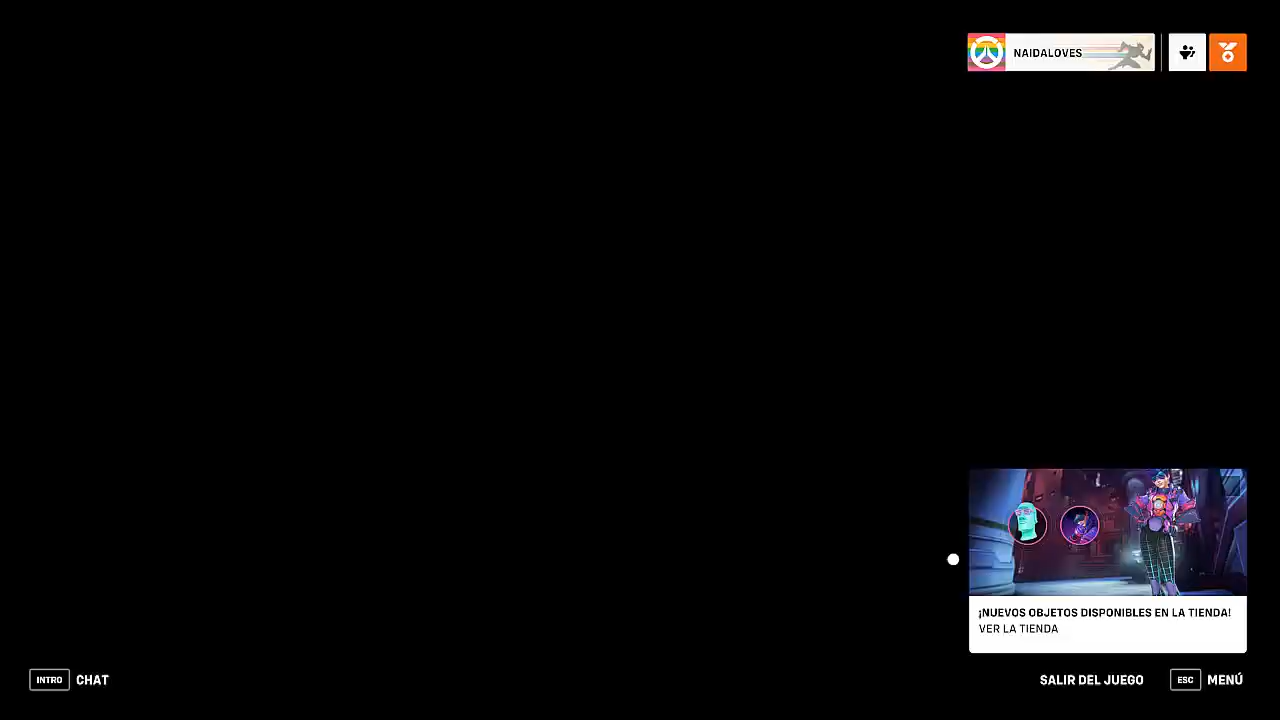 NAIDALOVES
¡NUEVOS OBJETOS DISPONIBLES EN LA TIENDA!
VER LA TIENDA
INTRO CHAT
SALIR DEL JUEGO
ESC MENÚ